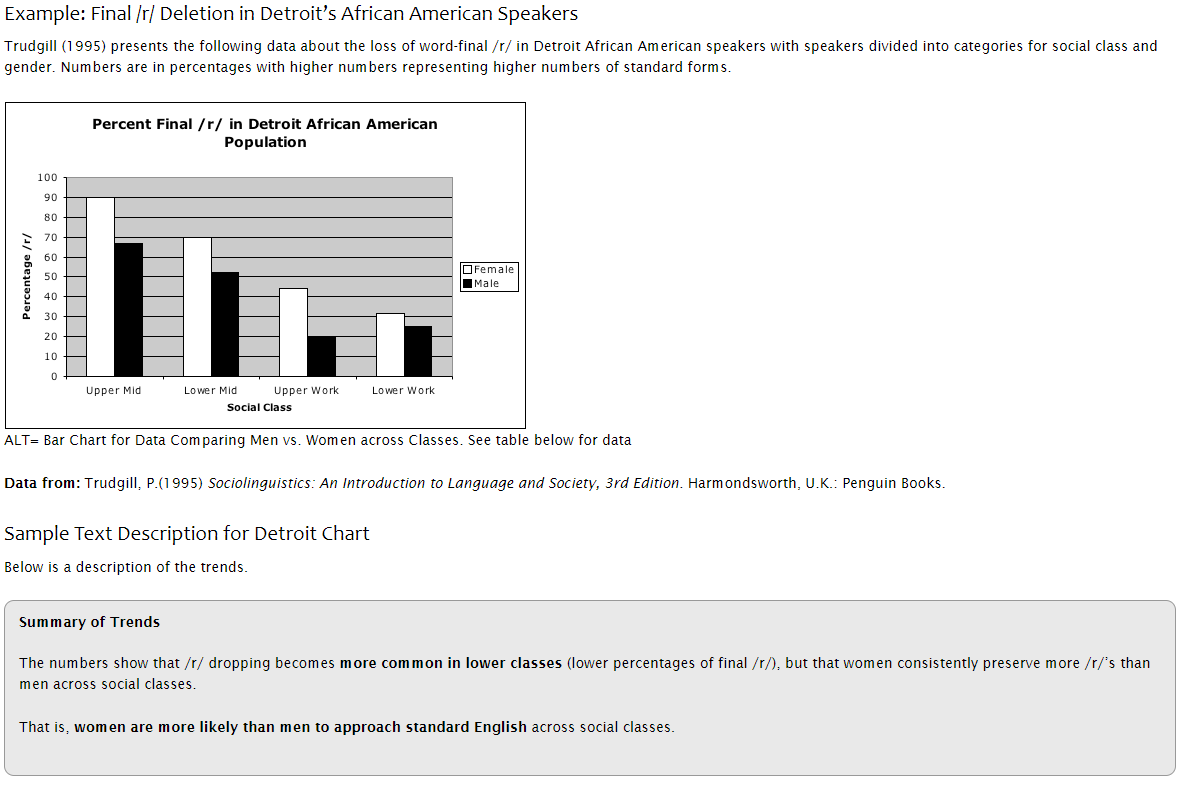 Example: Final /r/ Deletion in Detroit’s African American Speakers
Trudgill (1995) presents the following data about the loss of word-final /r/ in Detroit African American speakers with speakers divided into categories for social class and
gender. Numbers are in percentages with higher numbers representing higher numbers of standard forms.
Percent Final /r/ in Detroit African American
Population
Percentage /r/
100
90
80
70
60
50
40
30
20
10
0
Upper Mid
Lower Mid
Upper Work
Lower Work
Social Class
Female
Male
ALT= Bar Chart for Data Comparing Men vs. Women across Classes. See table below for data
Data from: Trudgill, P.(1995) Sociolinguistics: An Introduction to Language and Society, 3rd Edition. Harmondsworth, U.K.: Penguin Books.
Sample Text Description for Detroit Chart
Below is a description of the trends.
Summary of Trends
The numbers show that /r/ dropping becomes more common in lower classes (lower percentages of final /r/), but that women consistently preserve more /r/'s than
men across social classes.
That is, women are more likely than men to approach standard English across social classes.